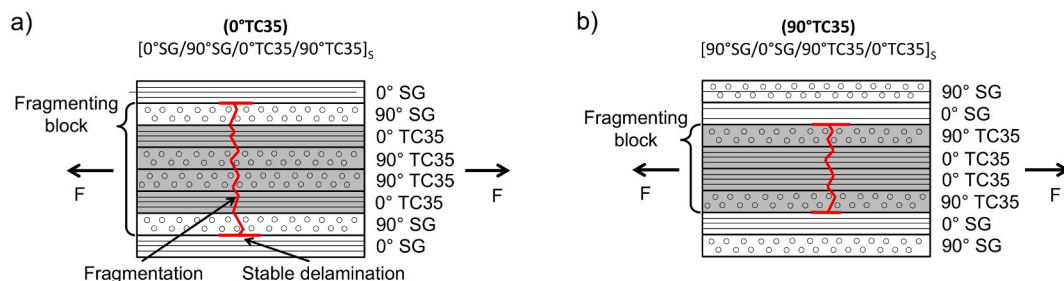 a)
(0°TC35)
[0°SG/90°SG/0°TC35/90°TC35]s
Fragmenting
block
0° SG
90° SG
0° TC35
90° TC35
90° TC35
0° TC35
90° SG
0° SG
F
F
Fragmentation
Stable delamination
b)
(90°TC35)
[90°SG/0°SG/90°TC35/0°TC35]s
Fragmenting
block
90° SG
0° SG
90° TC35
0° TC35
0° TC35
90° TC35
0° SG
90° SG
F
F